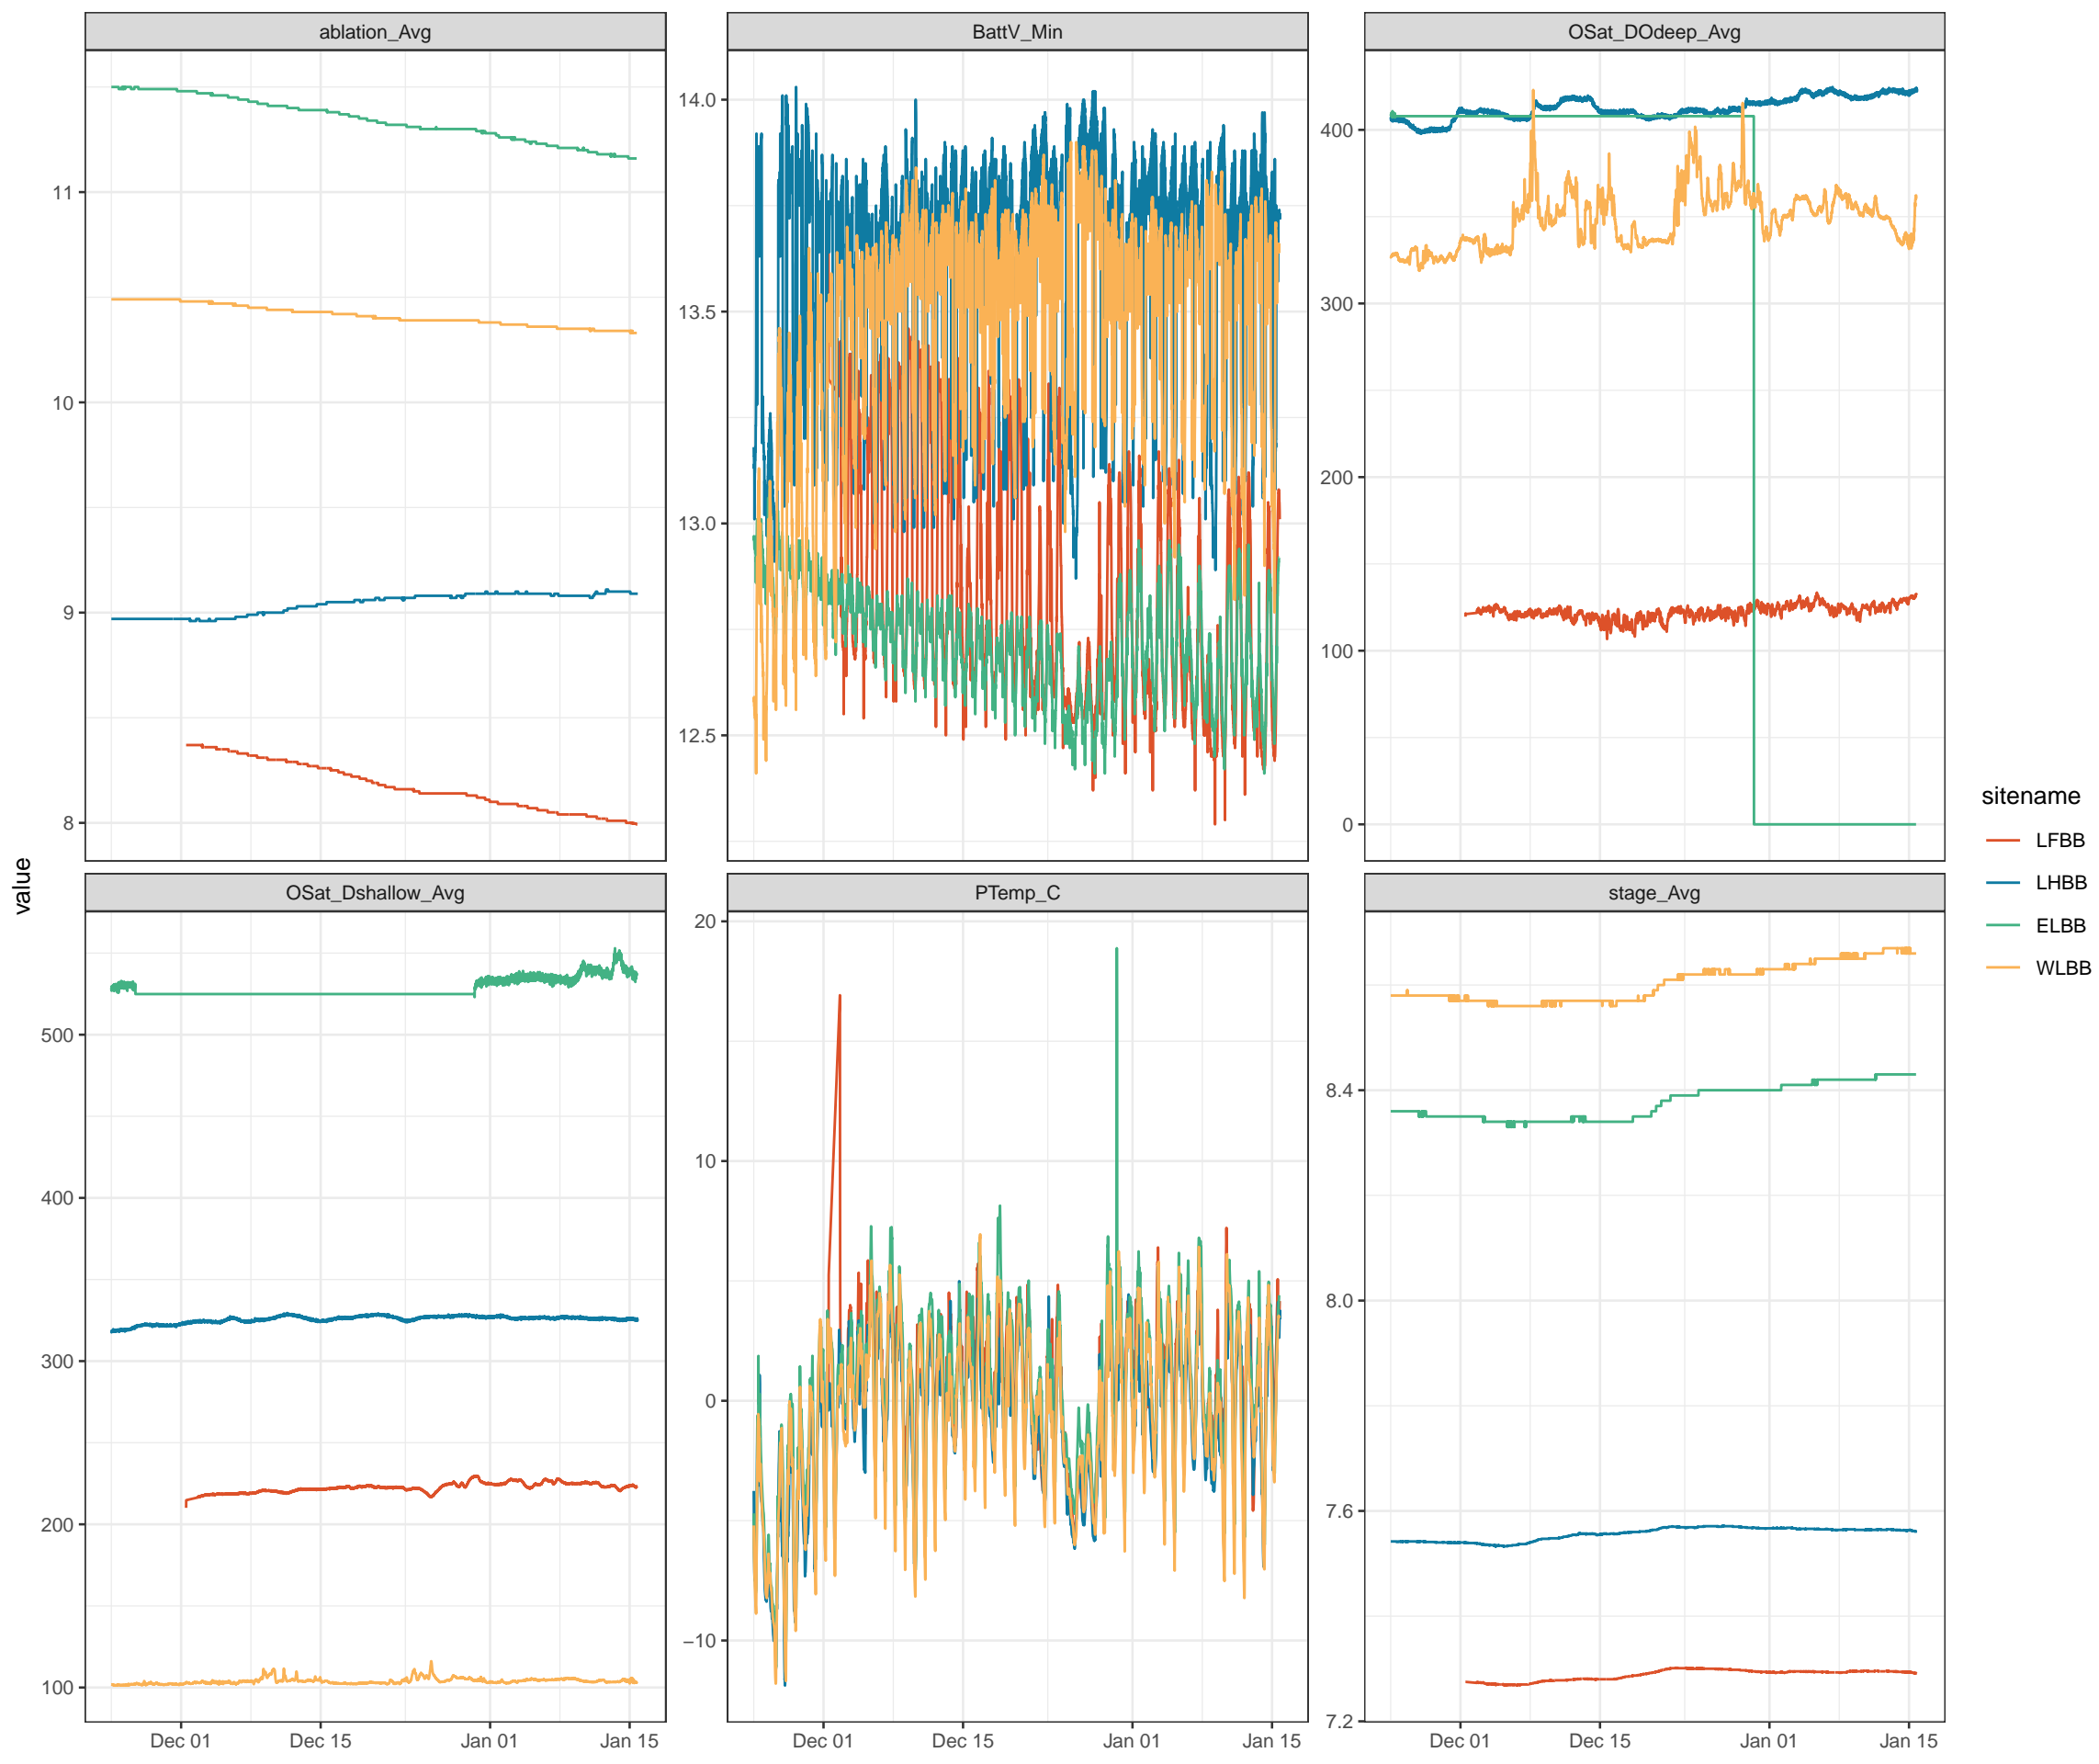 ablation_Avg
BattV_Min
OSat_DOdeep_Avg
11
10
9
8
14.0
13.5
13.0
12.5
400
300
200
100
0
value
OSat_Dshallow_Avg
PTemp_C
stage_Avg
500
400
300
200
100
20
10
0
−10
8.4
8.0
7.6
7.2
Dec 01 Dec 15 Jan 01 Jan 15
Dec 01 Dec 15 Jan 01 Jan 15
Dec 01 Dec 15 Jan 01 Jan 15
sitename
LFBB
LHBB
ELBB
WLBB